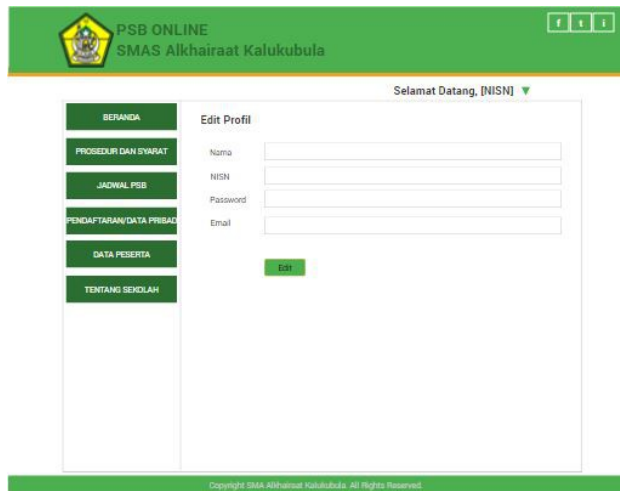 PSB ONLINE
SMAS Alkhairaat Kalukubula
f t i
Selamat Datang, [NISN] ▼
BERANDA
PROSEDUR DAN SYARAT
JADWAL PSB
PENDAFTARAN/DATA PRIBAD
DATA PESERTA
TENTANG SEKOLAH
Edit Profil
Nama
NISN
Password
Email
Edit
Copyright SMA Alkhairaat Kalukubula. All Rights Reserved.